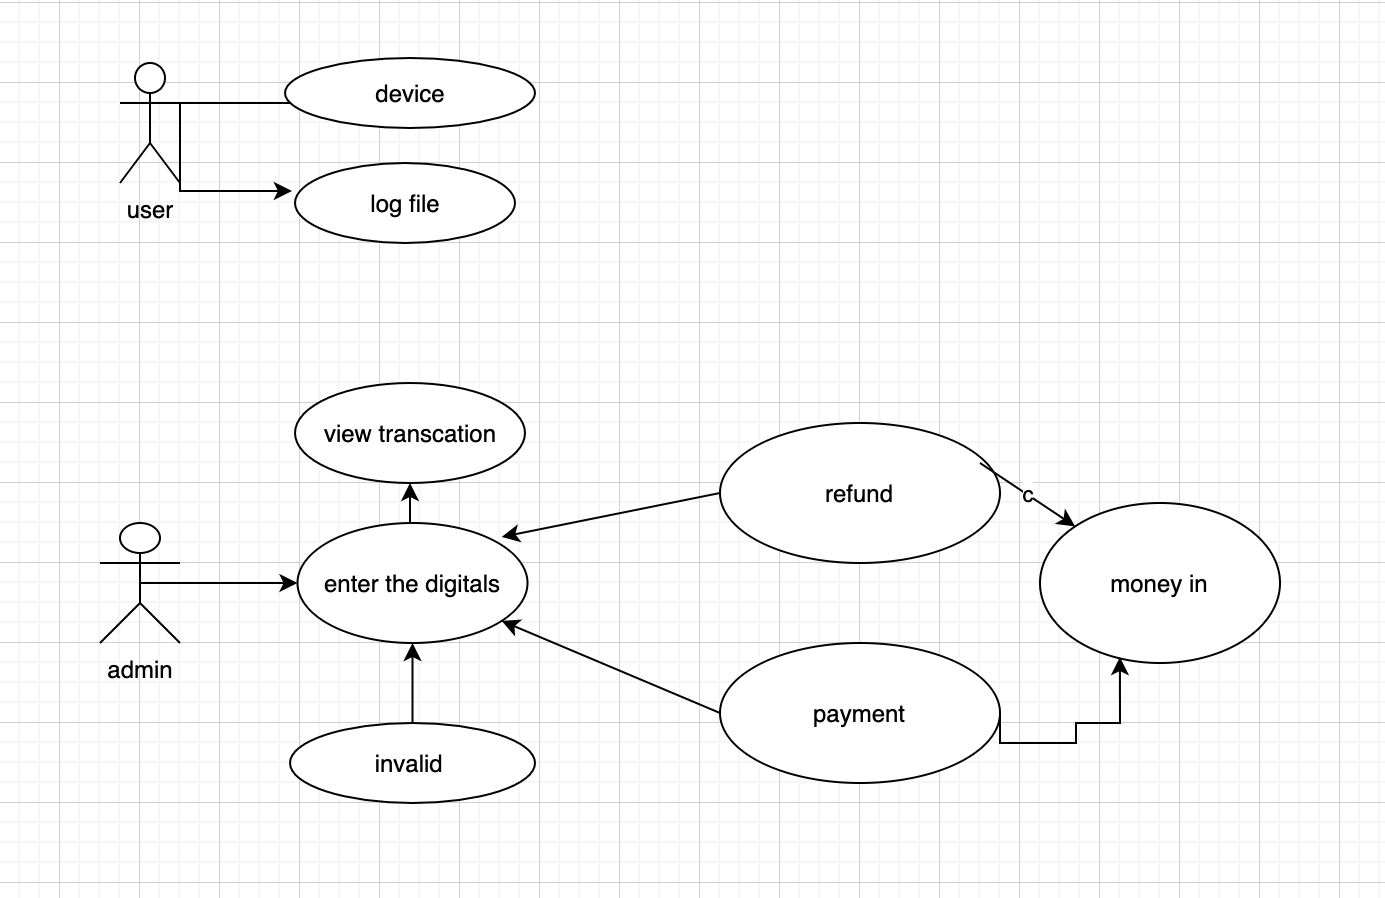 device
log file
user
view transcation
refund
c
enter the digitals
money in
admin
payment
invalid